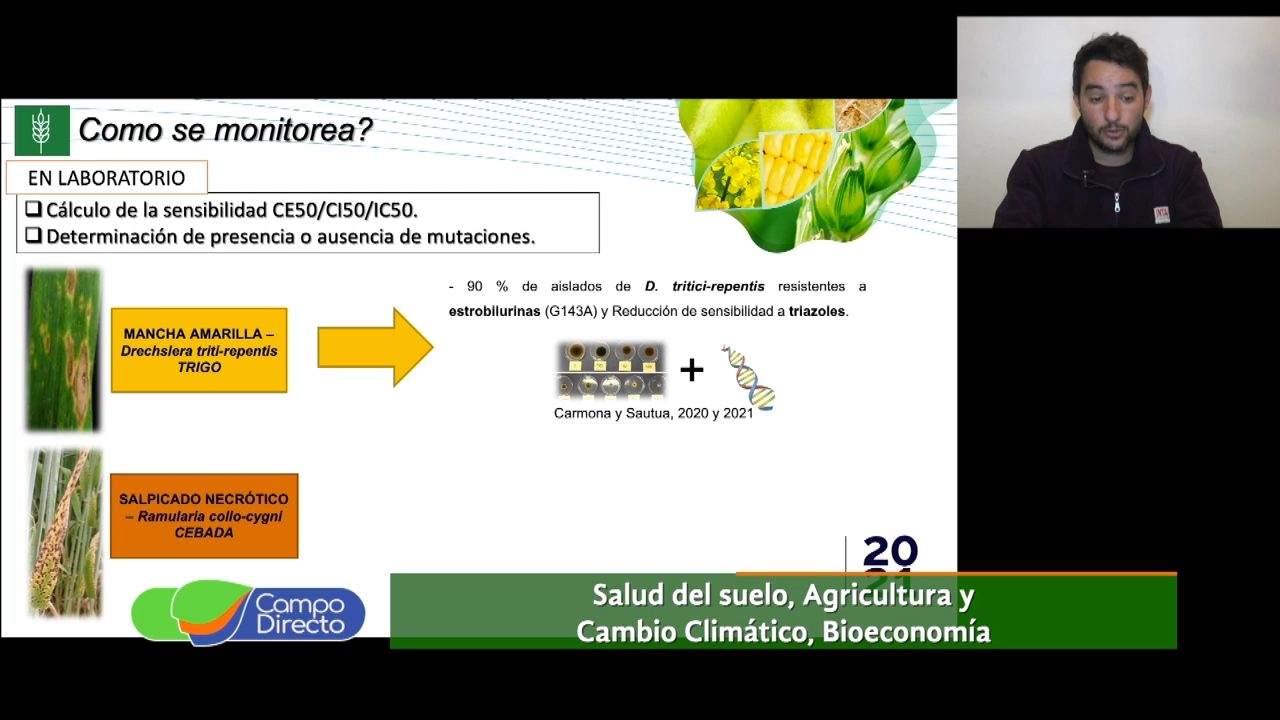 Como se monitorea?
EN LABORATORIO
❑ Cálculo de la sensibilidad CE50/CI50/IC50.
❑ Determinación de presencia o ausencia de mutaciones.
- 90 % de aislados de D. tritici-repentis resistentes a
estrobilurinas (G143A) y Reducción de sensibilidad a triazoles.
MANCHA AMARILLA –
Drechslera triti-repentis
TRIGO
+
Carmona y Sautua, 2020 y 2021
SALPICADO NECRÓTICO
– Ramularia collo-cygni
CEBADA
20
21
Campo
Directo
Salud del suelo, Agricultura y
Cambio Climático, Bioeconomía
INTA